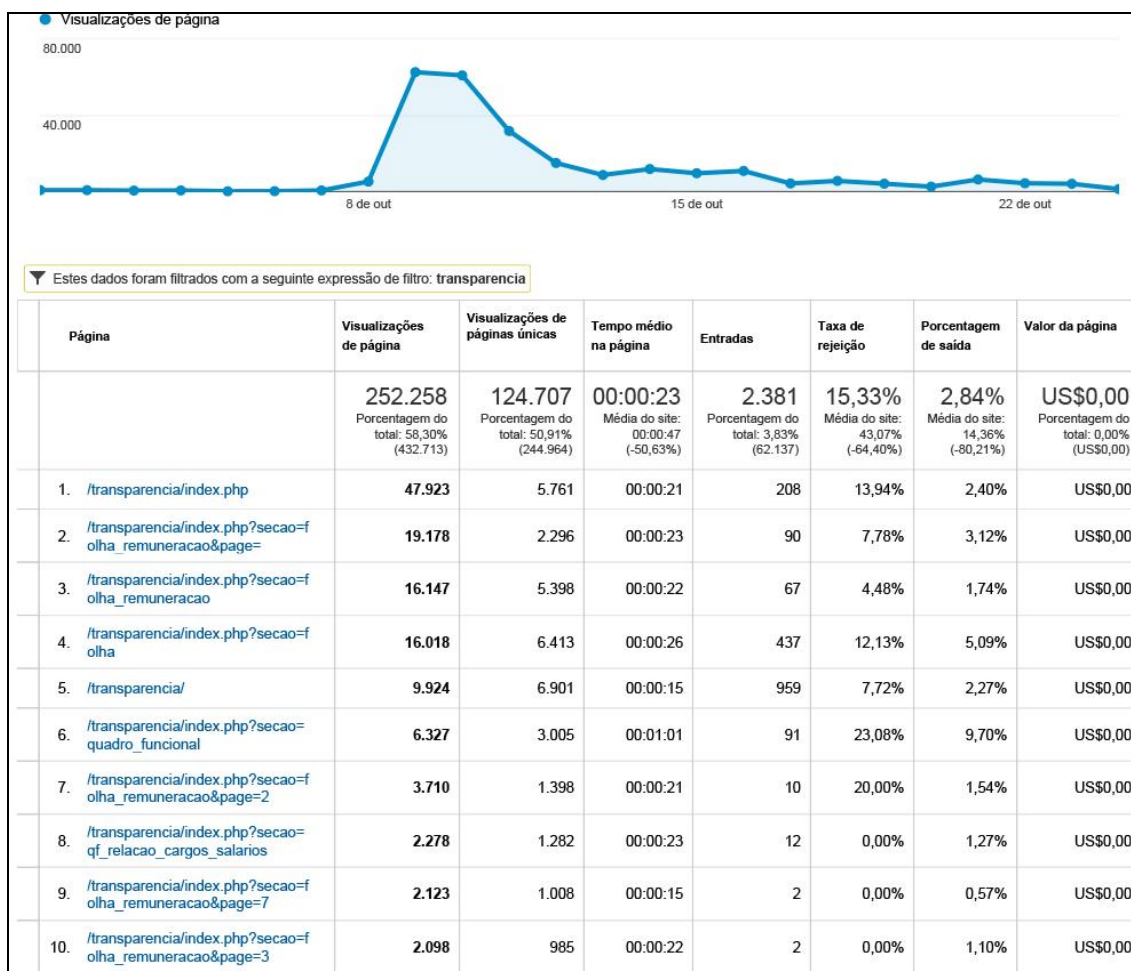 Visualizações de página
80.000
40.000
8 de out
15 de out
22 de out
Estes dados foram filtrados com a seguinte expressão de filtro: transparencia
Página
Visualizações
de página
Visualizações de
páginas únicas
Tempo médio
na página
Entradas
Taxa de
rejeição
Porcentagem
de saída
Valor da página
252.258
Porcentagem do
total: 58,30%
(432.713)
124.707
Porcentagem do
total: 50,91%
(244.964)
00:00:23
Média do site:
00:00:47
(-50,63%)
2.381
Porcentagem do
total: 3,83%
(62.137)
15,33%
Média do site:
43,07%
(-64,40%)
2,84%
Média do site:
14,36%
(-80,21%)
US$0,00
Porcentagem do
total: 0,00%
(US$0,00)
1. /transparencia/index.php 47.923 5.761 00:00:21 208 13,94% 2,40% US$0,00
2. /transparencia/index.php?secao=f
olha_remuneracao&page= 19.178 2.296 00:00:23 90 7,78% 3,12% US$0,00
3. /transparencia/index.php?secao=f
olha_remuneracao 16.147 5.398 00:00:22 67 4,48% 1,74% US$0,00
4. /transparencia/index.php?secao=f
olha 16.018 6.413 00:00:26 437 12,13% 5,09% US$0,00
5. /transparencia/ 9.924 6.901 00:00:15 959 7,72% 2,27% US$0,00
6. /transparencia/index.php?secao=
quadro_funcional 6.327 3.005 00:01:01 91 23,08% 9,70% US$0,00
7. /transparencia/index.php?secao=f
olha_remuneracao&page=2 3.710 1.398 00:00:21 10 20,00% 1,54% US$0,00
8. /transparencia/index.php?secao=
qf_relacao_cargos_salarios 2.278 1.282 00:00:23 12 0,00% 1,27% US$0,00
9. /transparencia/index.php?secao=f
olha_remuneracao&page=7 2.123 1.008 00:00:15 2 0,00% 0,57% US$0,00
10. /transparencia/index.php?secao=f
olha_remuneracao&page=3 2.098 985 00:00:22 2 0,00% 1,10% US$0,00